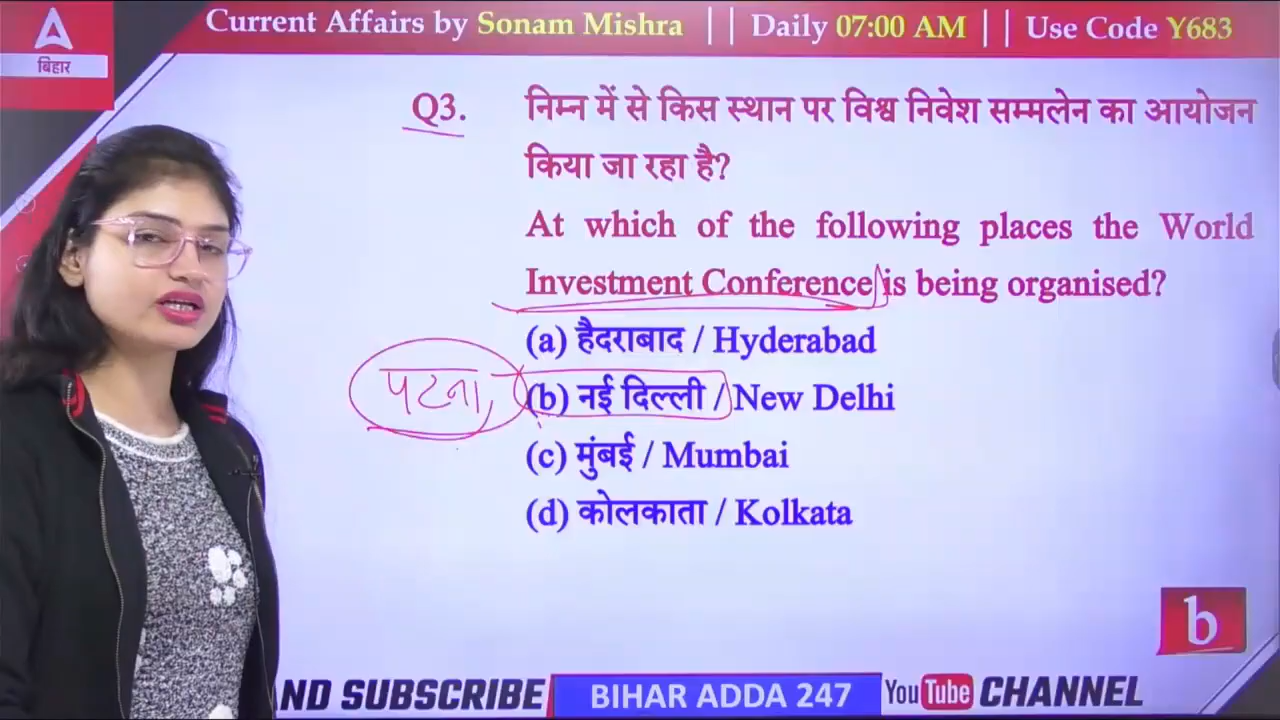 Current Affairs by Sonam Mishra || Daily 07:00 AM || Use Code Y683
A
बिहार
Q3. निम्न में से किस स्थान पर विश्व निवेश सम्मलेन का आयोजन
किया जा रहा है?
At which of the following places the World
Investment Conference is being organised?
(a) हैदराबाद / Hyderabad
पटना, (b) नई दिल्ली / New Delhi
(c) मुंबई / Mumbai
(d) कोलकाता / Kolkata
b
ND SUBSCRIBE BIHAR ADDA 247 YouTube CHANNEL